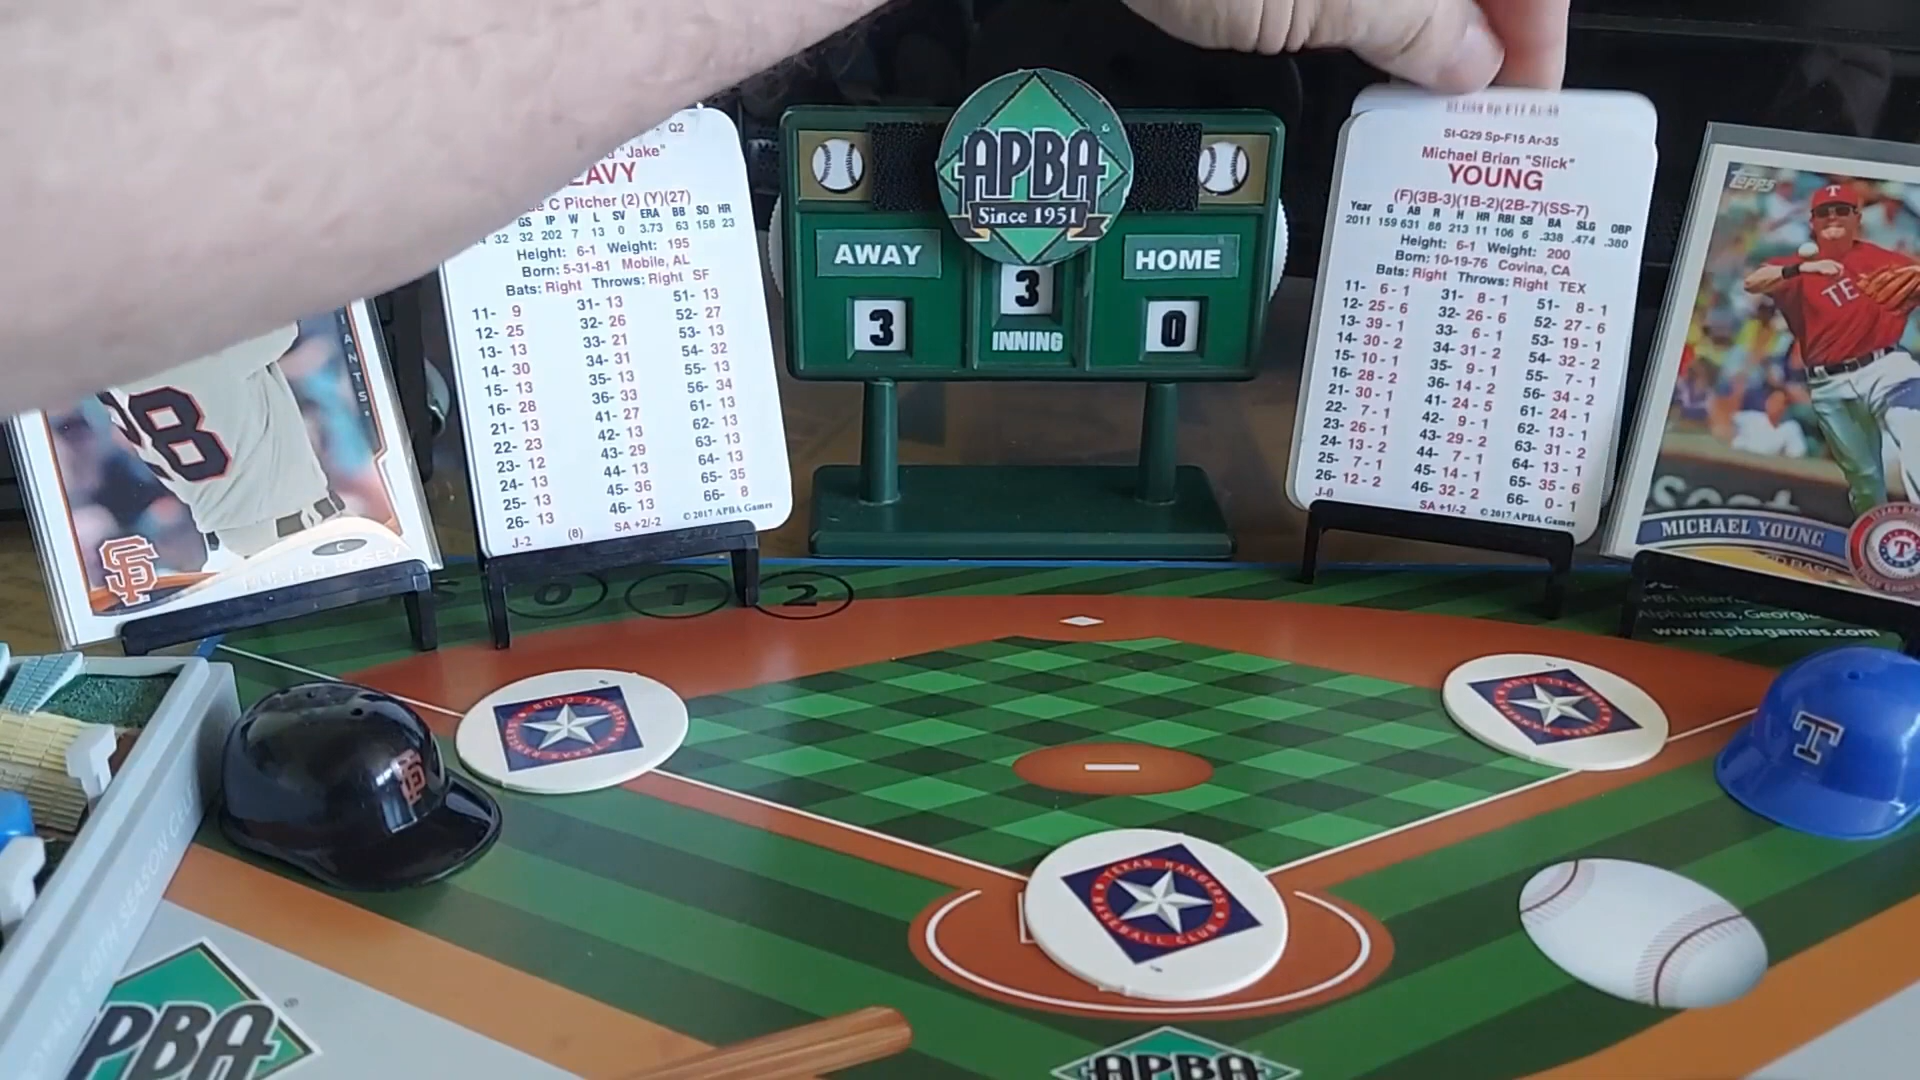 Q2
"Jake"
EAVY
C Pitcher (2) (Y)(27)
GS IP W L SV ERA BB SO HR
32 32 202 7 13 0 3.73 63 158 23
Height: 6-1 Weight: 195
Born: 5-31-81 Mobile, AL
Bats: Right Throws: Right SF
11- 9 31- 13 51- 13
12- 25 32- 26 52- 27
13- 13 33- 21 53- 13
14- 30 34- 31 54- 32
15- 13 35- 13 55- 13
16- 28 36- 33 56- 34
21- 13 41- 27 61- 13
22- 23 42- 13 62- 13
23- 12 43- 29 63- 13
24- 13 44- 13 64- 13
25- 13 45- 36 65- 35
26- 13 46- 13 66- 8
J-2 (8) SA +2/-2 © 2017 APBA Games
APBA
Since 1951
AWAY
HOME
3
3
0
INNING
St-G29 Sp-F15 Ar-35
Michael Brian "Slick"
YOUNG
(F)(3B-3)(1B-2)(2B-7)(SS-7)
Year G AB R H HR RBI SB BA SLG OBP
2011 159 631 88 213 11 106 6 .338 .474 .380
Height: 6-1 Weight: 200
Born: 10-19-76 Covina, CA
Bats: Right Throws: Right TEX
11- 6 - 1 31- 8 - 1 51- 8 - 1
12- 25 - 6 32- 26 - 6 52- 27 - 6
13- 39 - 1 33- 6 - 1 53- 19 - 1
14- 30 - 2 34- 31 - 2 54- 32 - 2
15- 10 - 1 35- 9 - 1 55- 7 - 1
16- 28 - 2 36- 14 - 2 56- 34 - 2
21- 30 - 1 41- 24 - 5 61- 24 - 1
22- 7 - 1 42- 9 - 1 62- 13 - 1
23- 26 - 1 43- 29 - 2 63- 31 - 2
24- 13 - 2 44- 7 - 1 64- 13 - 1
25- 7 - 1 45- 14 - 1 65- 35 - 6
26- 12 - 2 46- 32 - 2 66- 0 - 1
J-0 SA +1/-2 © 2017 APBA Games
Topps
TE
MICHAEL YOUNG
T
IANTS
8
SF
C
0 1 2
Alpharetta, Georgia
www.apbagames.com
SF
T
TEXAS RANGERS
BASEBALL CLUB
PBA
APBA